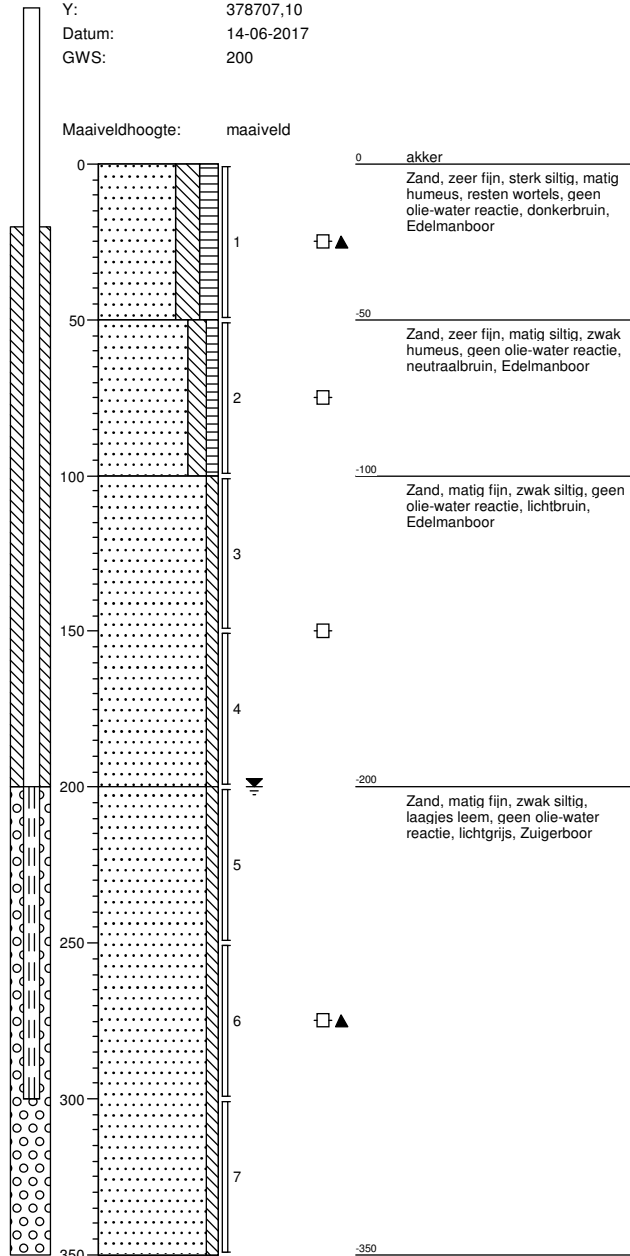 Y: 378707,10
Datum: 14-06-2017
GWS: 200
Maaiveldhoogte: maaiveld
0
0
akker
Zand, zeer fijn, sterk siltig, matig
humeus, resten wortels, geen
olie-water reactie, donkerbruin,
Edelmanboor
1
50
-50
Zand, zeer fijn, matig siltig, zwak
humeus, geen olie-water reactie,
neutraalbruin, Edelmanboor
2
100
-100
Zand, matig fijn, zwak siltig, geen
olie-water reactie, lichtbruin,
Edelmanboor
3
150
4
200
-200
Zand, matig fijn, zwak siltig,
laagjes leem, geen olie-water
reactie, lichtgrijs, Zuigerboor
5
250
6
300
7
350
-350